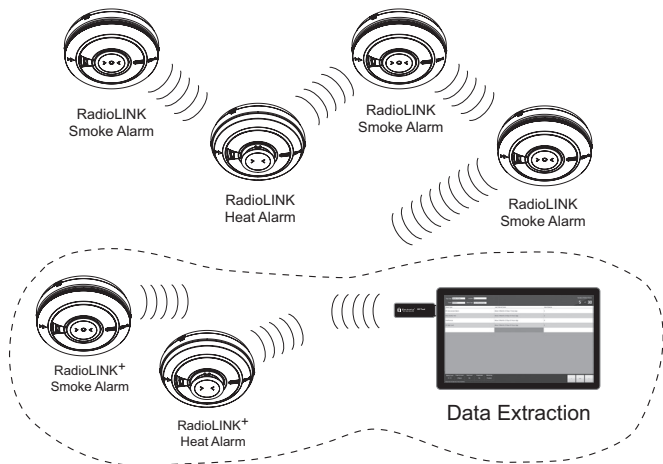 RadioLINK
Smoke Alarm
RadioLINK
Heat Alarm
RadioLINK
Smoke Alarm
RadioLINK
Smoke Alarm
RadioLINK+
Smoke Alarm
RadioLINK+
Heat Alarm
Data Extraction